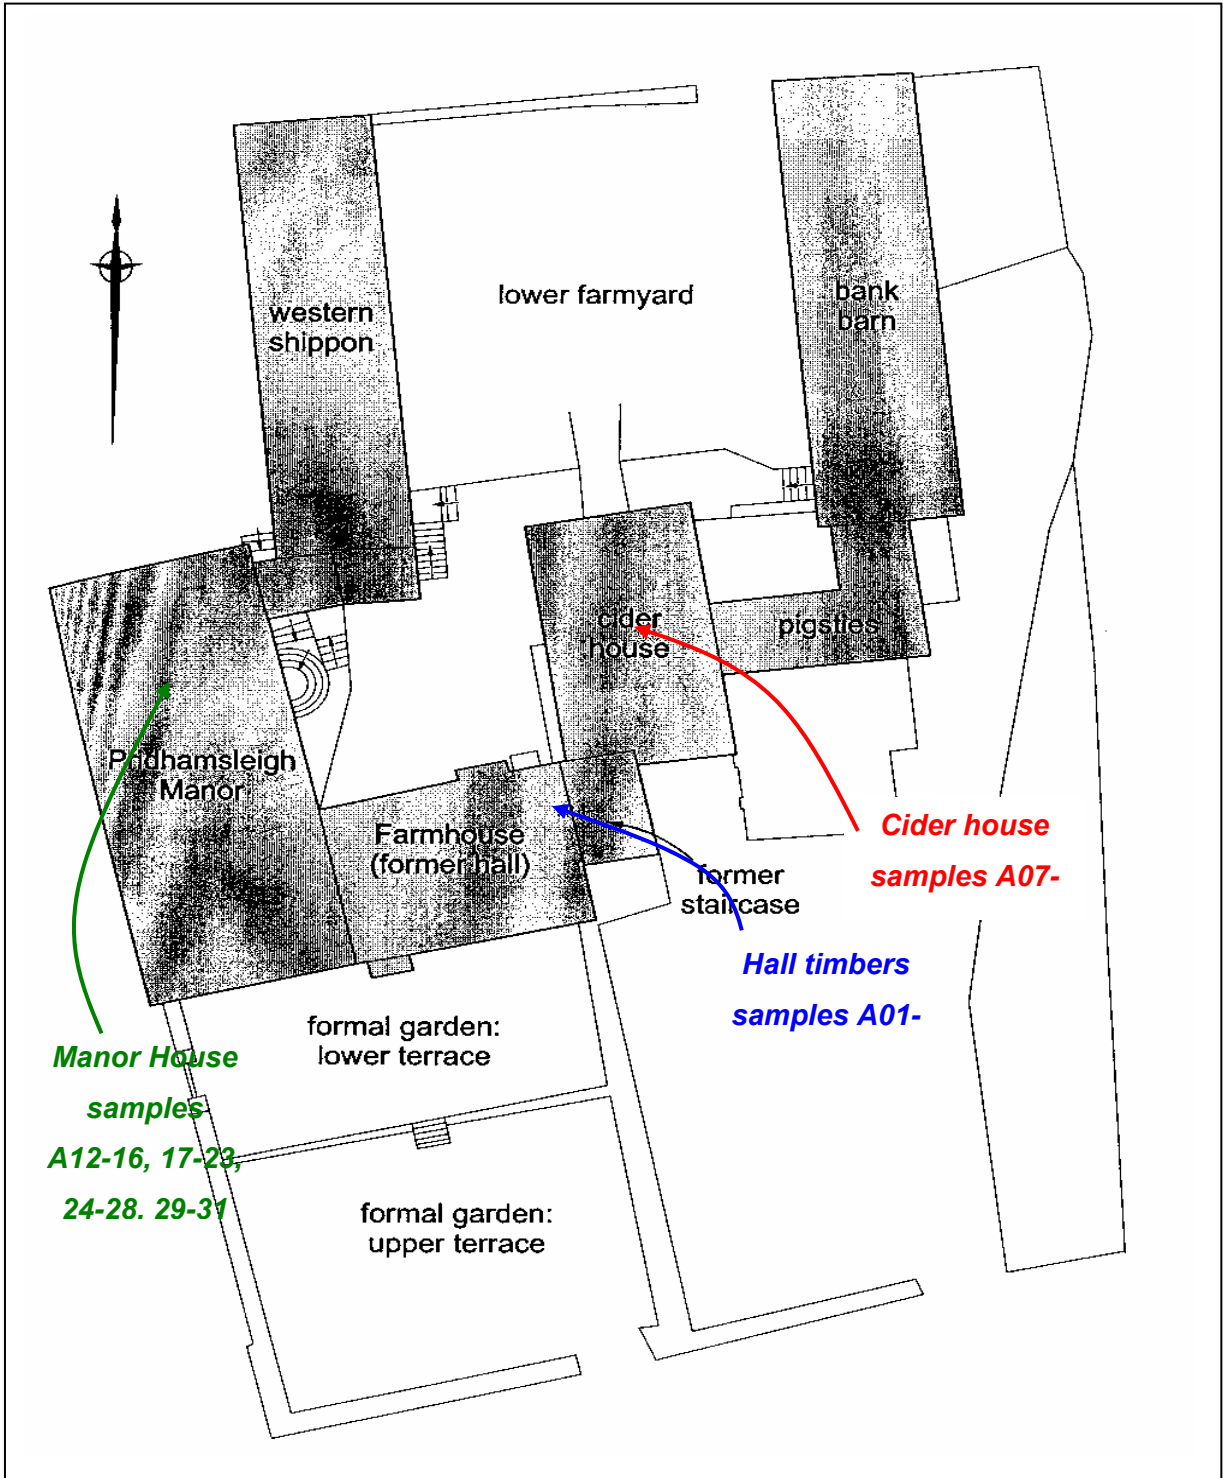 western
shippon
lower farmyard
bank
barn
cider
house
pigsties
Pridhamsleigh
Manor
Farmhouse
(former hall)
former
staircase
Cider house
samples A07-
Hall timbers
samples A01-
formal garden:
lower terrace
Manor House
samples
A12-16, 17-23,
24-28. 29-31
formal garden:
upper terrace